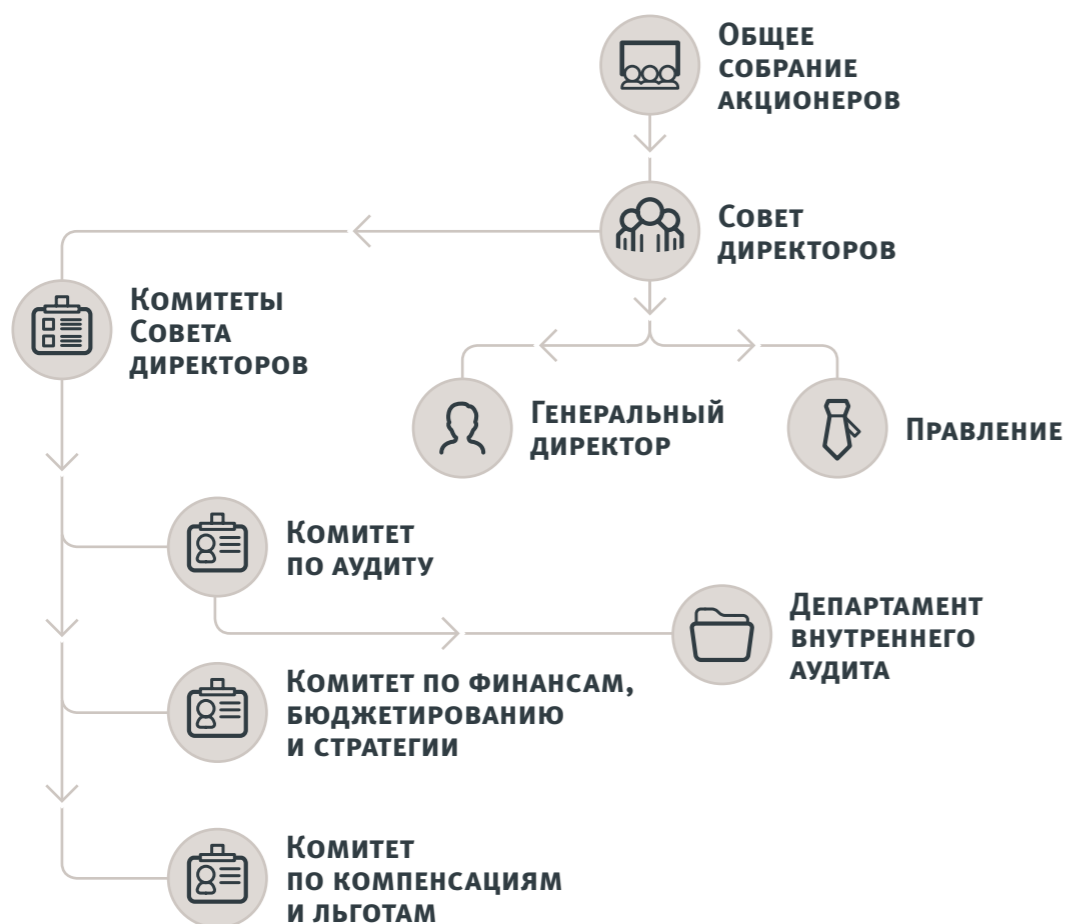 Общее
собрание
акционеров
Совет
директоров
Комитеты
Совета
директоров
Генеральный
директор
Правление
Комитет
по аудиту
Департамент
внутреннего
аудита
Комитет по финансам,
бюджетированию
и стратегии
Комитет
по компенсациям
и льготам